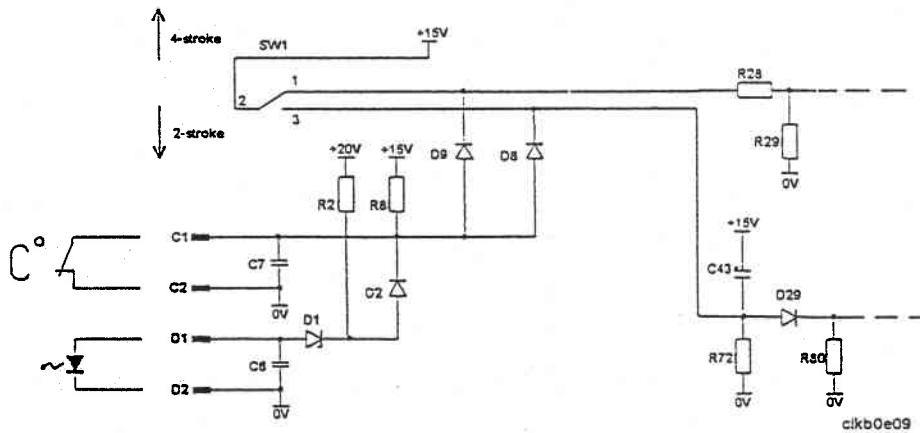 4-stroke
SW1
+15V
1
2
3
2-stroke
R28
R29
0V
+20V
+15V
D9
D8
R2
R8
C°
C1
C7
C2
D2
0V
+15V
C43
D29
D1
D1
C6
D2
0V
R72
R80
0V
0V
clkb0e09